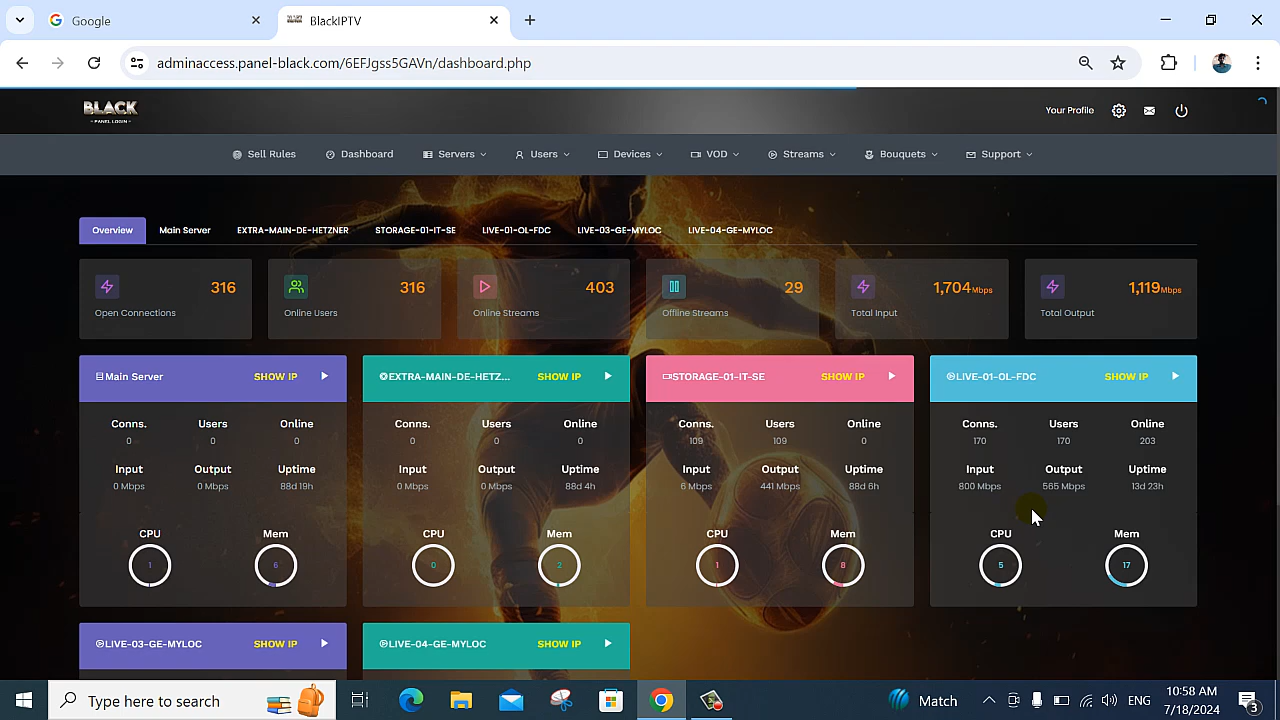 Google
BlackIPTV
adminaccess.panel-black.com/6EFJgss5GAVn/dashboard.php
BLACK
- PANEL LOGIN -
Your Profile
Sell Rules Dashboard Servers Users Devices VOD Streams Bouquets Support
Overview Main Server EXTRA-MAIN-DE-HETZNER STORAGE-01-IT-SE LIVE-01-OL-FDC LIVE-03-GE-MYLOC LIVE-04-GE-MYLOC
316 316 403 29 1,704Mbps 1,119Mbps
Open Connections Online Users Online Streams Offline Streams Total Input Total Output
Main Server SHOW IP EXTRA-MAIN-DE-HETZ... SHOW IP STORAGE-01-IT-SE SHOW IP LIVE-01-OL-FDC SHOW IP
Conns. Users Online Conns. Users Online Conns. Users Online Conns. Users Online
0 0 0 0 0 0 109 109 0 170 170 203
Input Output Uptime Input Output Uptime Input Output Uptime Input Output Uptime
0 Mbps 0 Mbps 88d 19h 0 Mbps 0 Mbps 88d 4h 6 Mbps 441 Mbps 88d 6h 800 Mbps 565 Mbps 13d 23h
CPU Mem CPU Mem CPU Mem CPU Mem
1 6 0 2 1 8 5 17
LIVE-03-GE-MYLOC SHOW IP LIVE-04-GE-MYLOC SHOW IP
Type here to search
Match
ENG
10:58 AM
7/18/2024
3